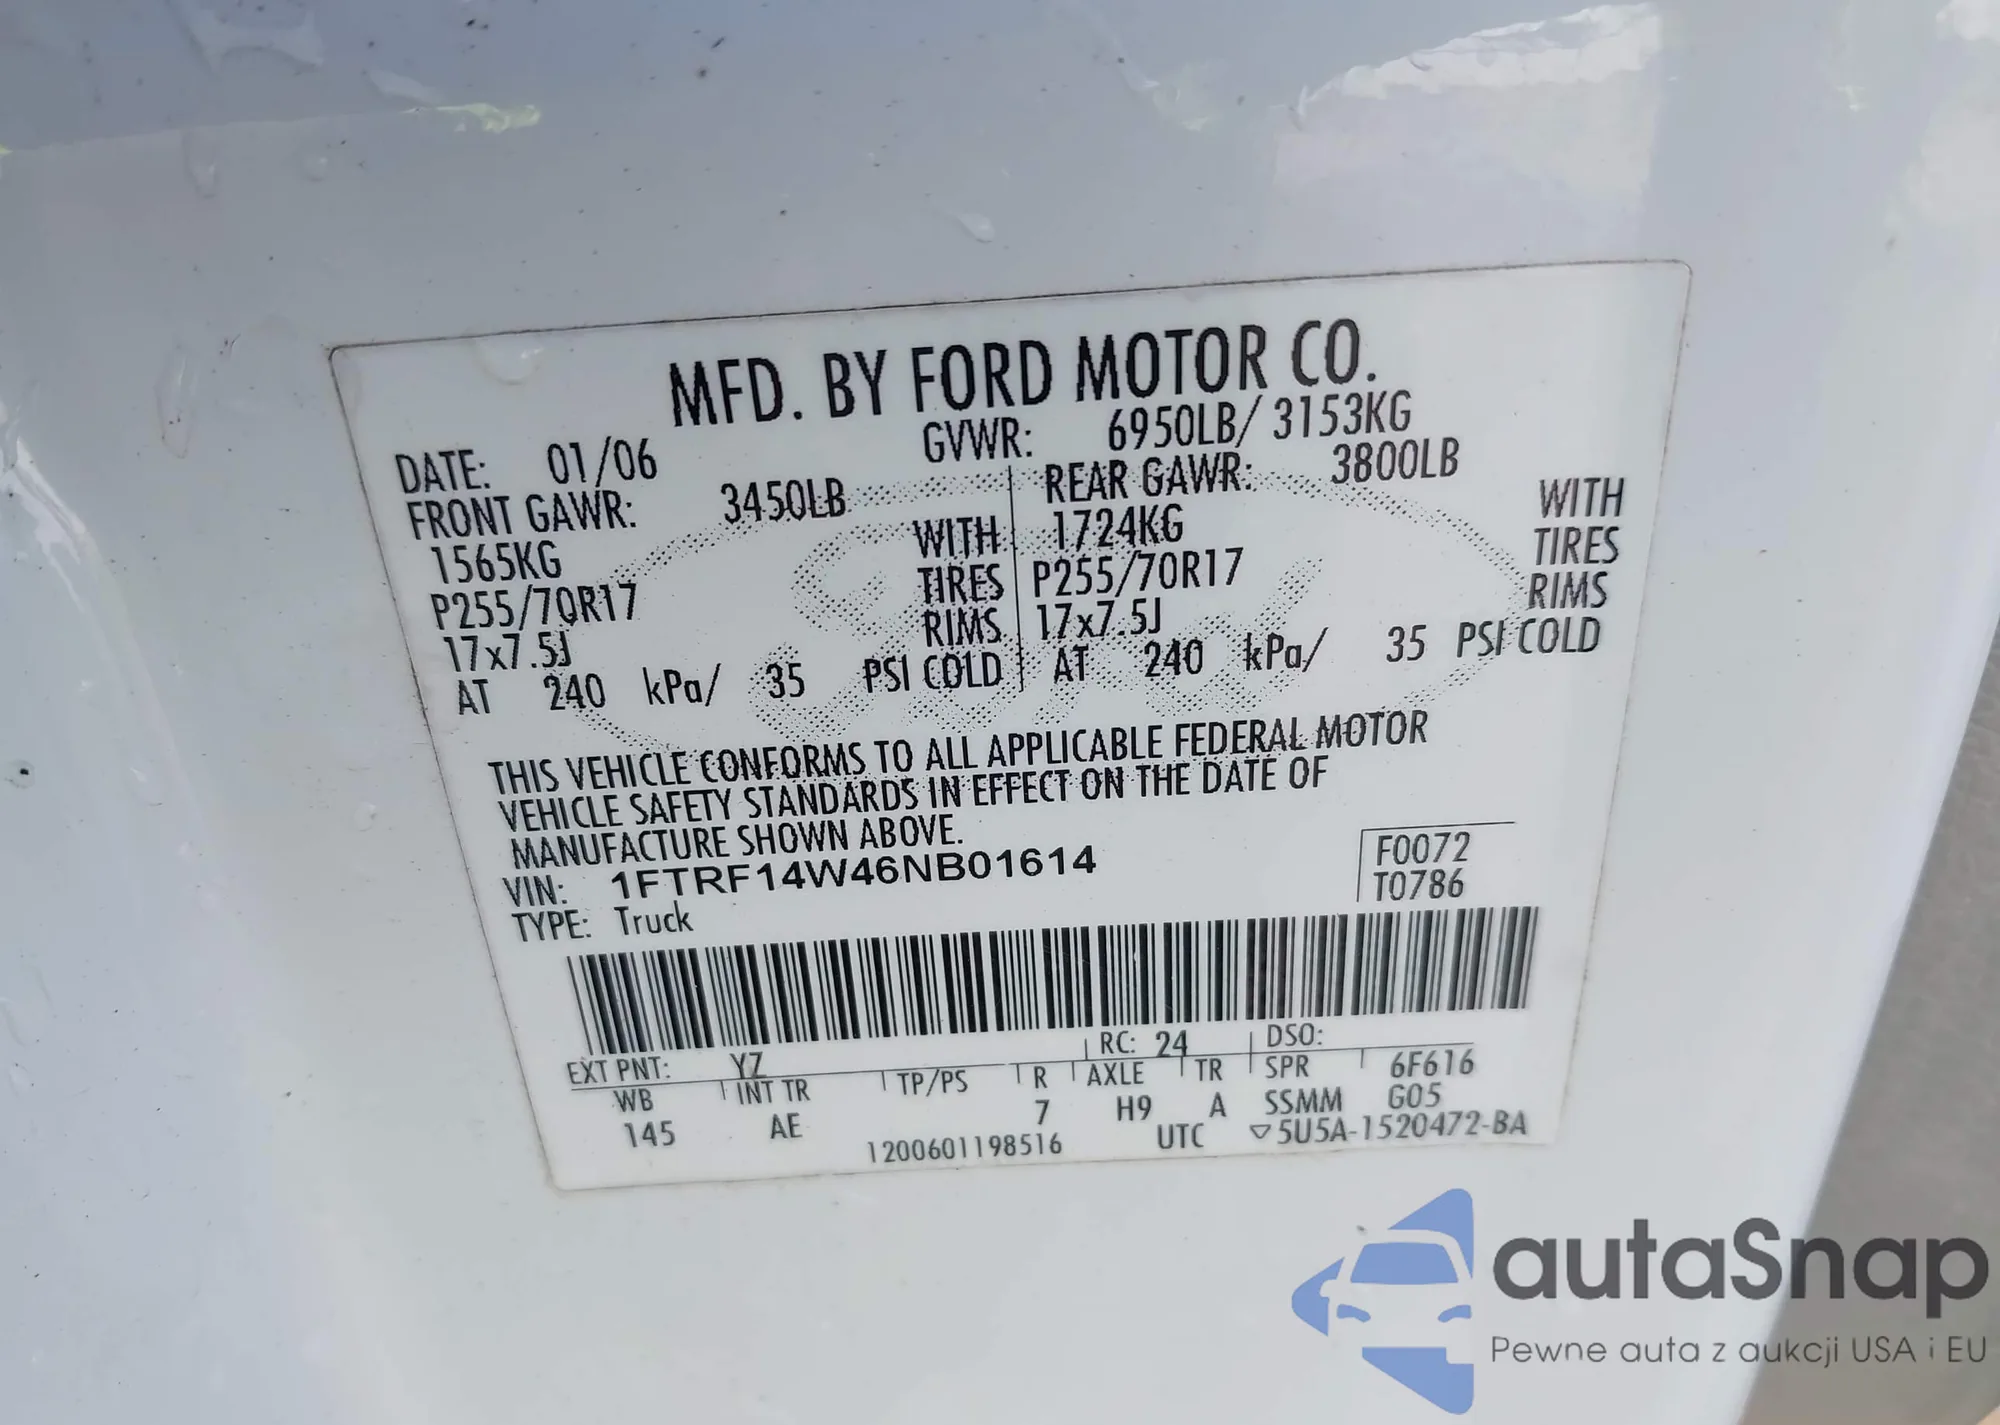 MFD. BY FORD MOTOR CO.
DATE: 01/06 GVWR: 6950LB/ 3153KG
FRONT GAWR: 3450LB REAR GAWR: 3800LB
1565KG WITH 1724KG WITH
P255/70R17 TIRES P255/70R17 TIRES
17x7.5J RIMS 17x7.5J RIMS
AT 240 kPa/ 35 PSI COLD AT 240 kPa/ 35 PSI COLD
THIS VEHICLE CONFORMS TO ALL APPLICABLE FEDERAL MOTOR
VEHICLE SAFETY STANDARDS IN EFFECT ON THE DATE OF
MANUFACTURE SHOWN ABOVE.
VIN: 1FTRF14W46NB01614 F0072
TYPE: Truck T0786
EXT PNT: YZ RC: 24 DSO:
WB INT TR TP/PS R AXLE TR SPR 6F616
145 AE 7 H9 A SSMM G05
1200601198516 UTC ▽5U5A-1520472-BA
autaSnap
Pewne auta z aukcji USA i EU